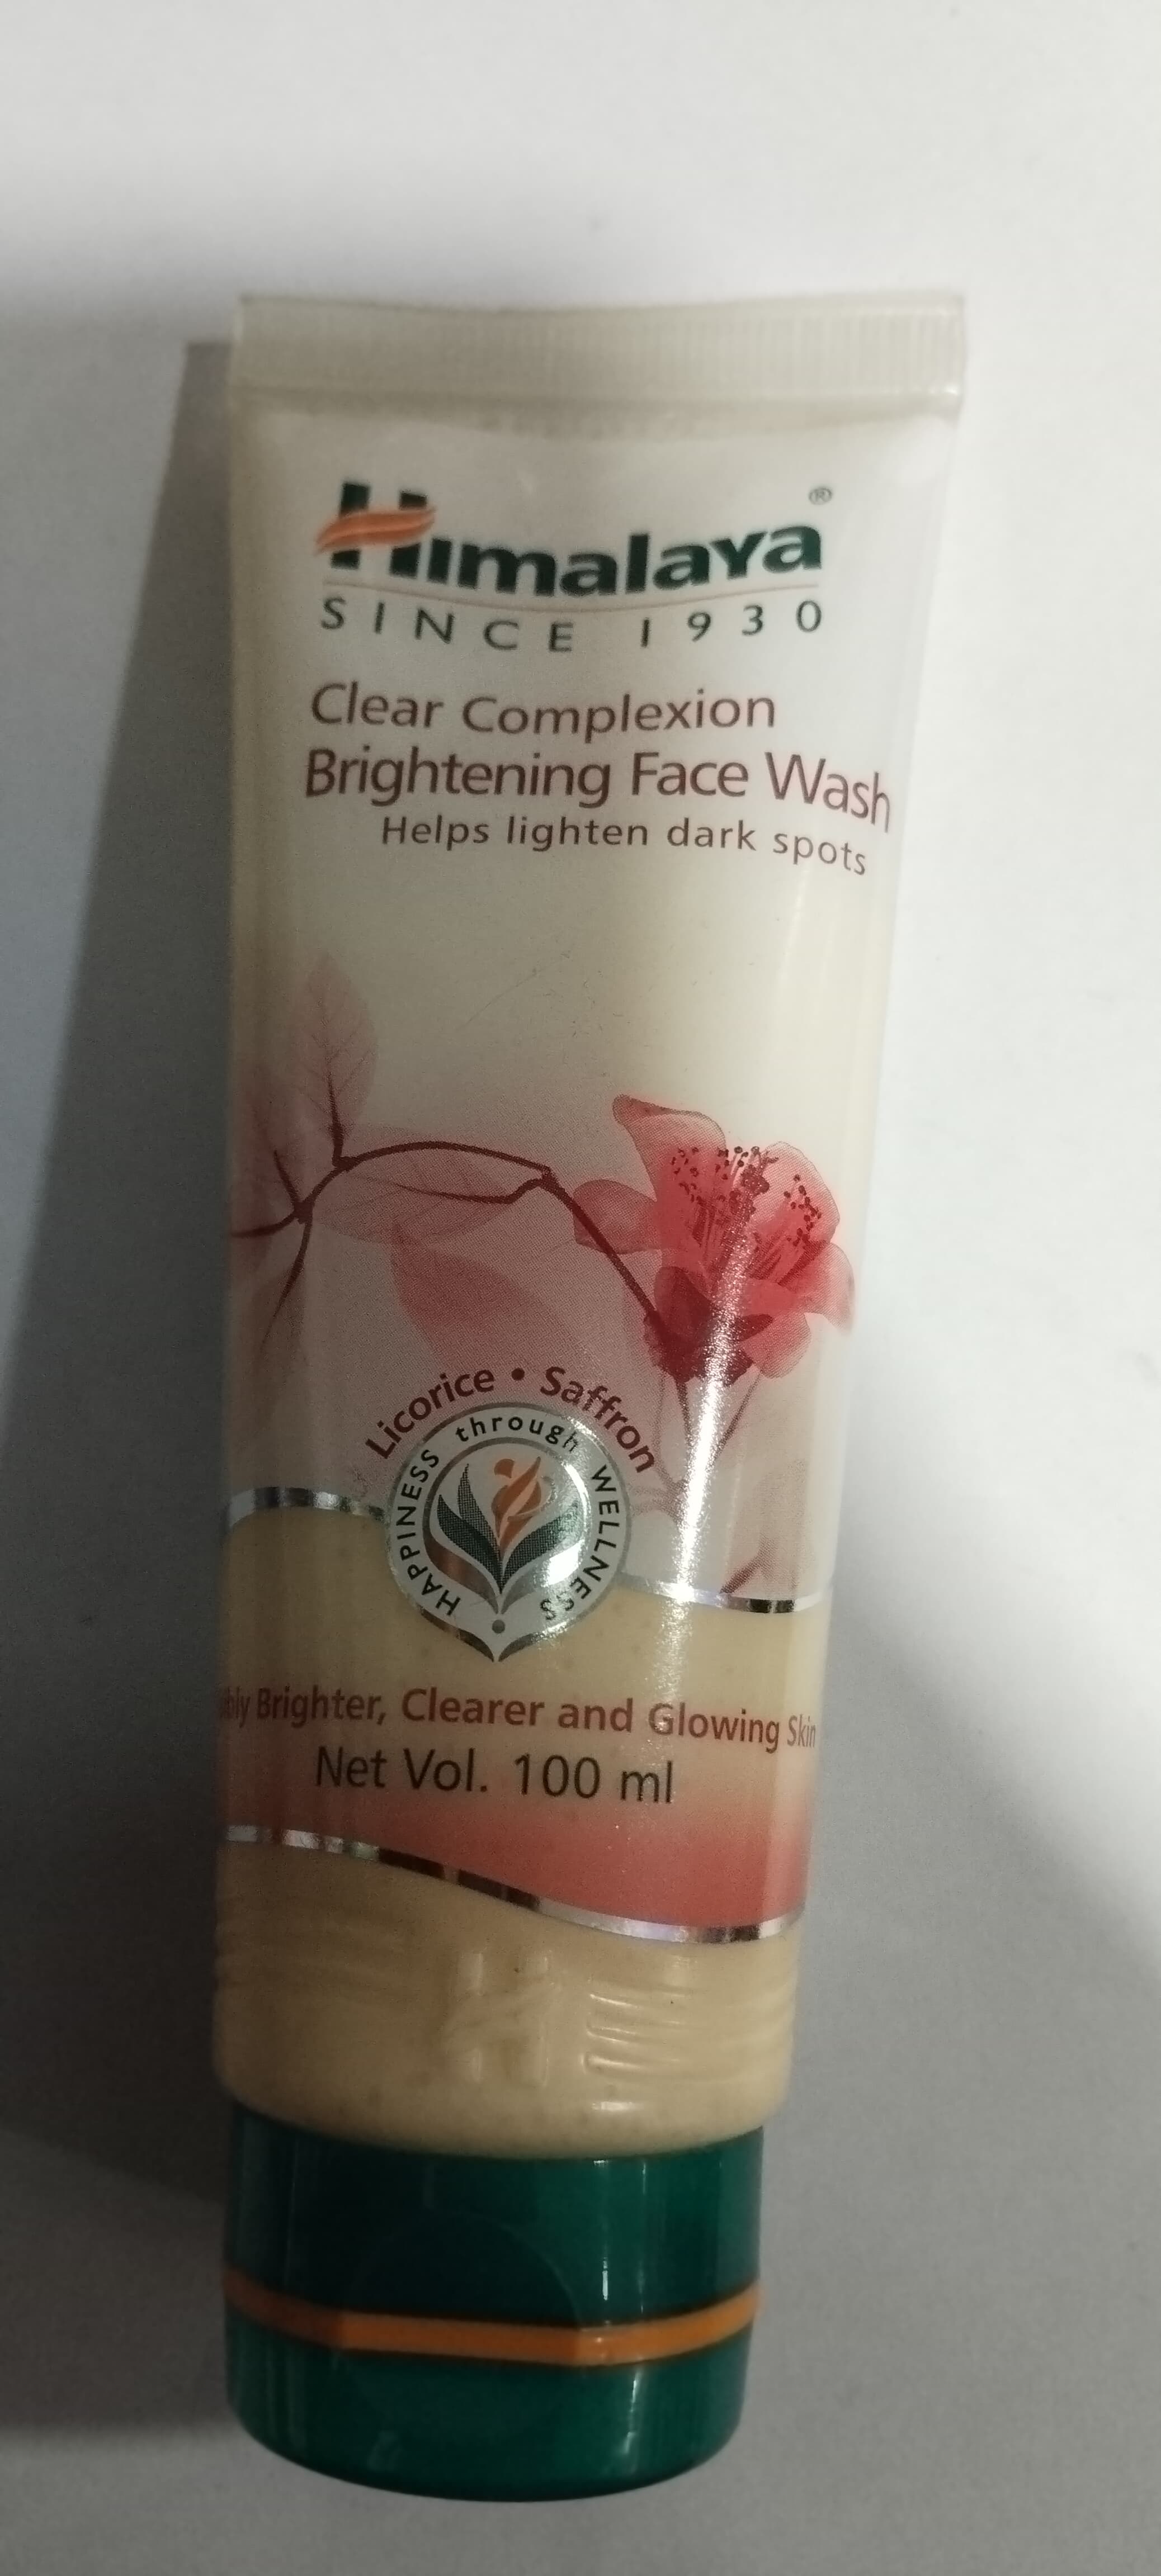 Himalaya®
SINCE 1930
Clear Complexion
Brightening Face Wash
Helps lighten dark spots
Licorice • Saffron
HAPPINESS through WELLNESS
Brighter, Clearer and Glowing Skin
Net Vol. 100 ml